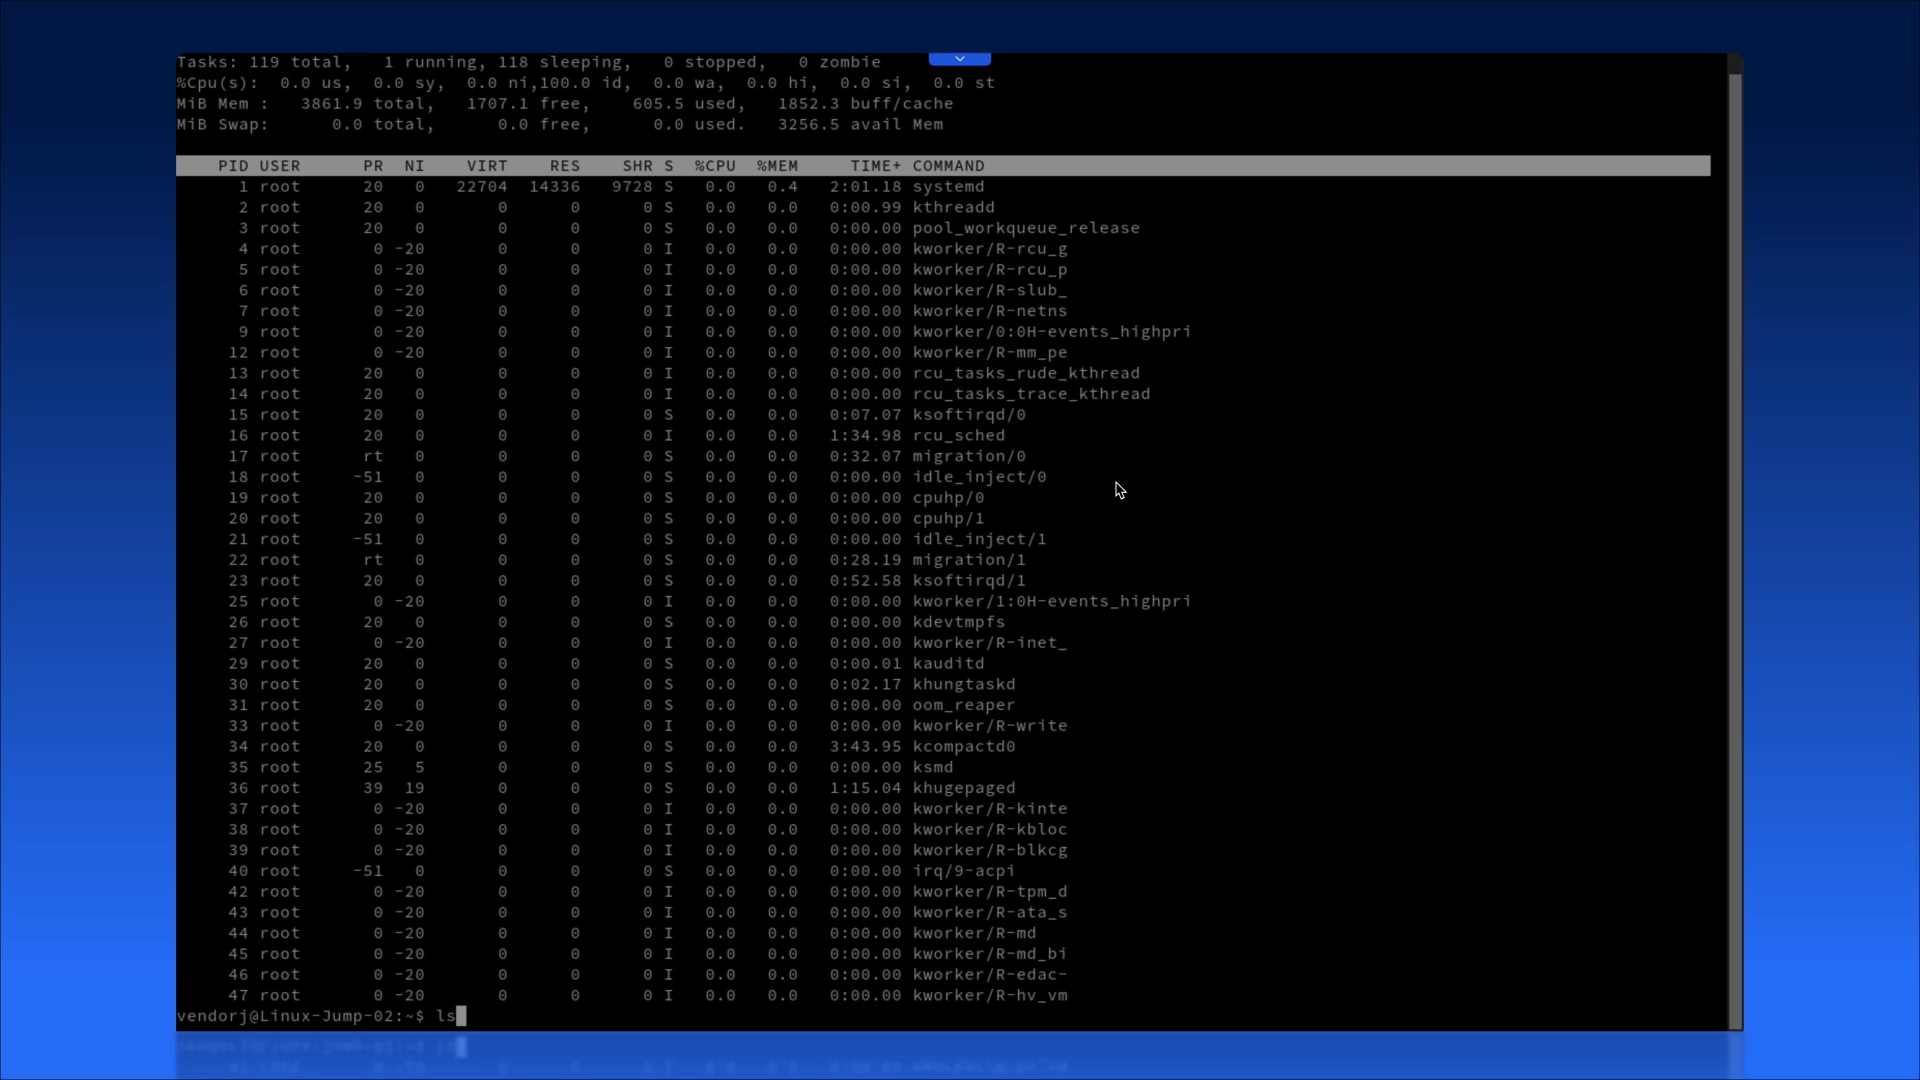 Tasks: 119 total,   1 running, 118 sleeping,   0 stopped,   0 zombie
%Cpu(s):  0.0 us,  0.0 sy,  0.0 ni,100.0 id,  0.0 wa,  0.0 hi,  0.0 si,  0.0 st
MiB Mem :   3861.9 total,   1707.1 free,    605.5 used,   1852.3 buff/cache
MiB Swap:      0.0 total,      0.0 free,      0.0 used.   3256.5 avail Mem
PID USER      PR  NI    VIRT    RES    SHR S  %CPU  %MEM     TIME+ COMMAND
1 root      20   0   22704  14336   9728 S   0.0   0.4   2:01.18 systemd
2 root      20   0       0      0      0 S   0.0   0.0   0:00.99 kthreadd
3 root      20   0       0      0      0 S   0.0   0.0   0:00.00 pool_workqueue_release
4 root       0 -20       0      0      0 I   0.0   0.0   0:00.00 kworker/R-rcu_g
5 root       0 -20       0      0      0 I   0.0   0.0   0:00.00 kworker/R-rcu_p
6 root       0 -20       0      0      0 I   0.0   0.0   0:00.00 kworker/R-slub_
7 root       0 -20       0      0      0 I   0.0   0.0   0:00.00 kworker/R-netns
9 root       0 -20       0      0      0 I   0.0   0.0   0:00.00 kworker/0:0H-events_highpri
12 root       0 -20       0      0      0 I   0.0   0.0   0:00.00 kworker/R-mm_pe
13 root      20   0       0      0      0 I   0.0   0.0   0:00.00 rcu_tasks_rude_kthread
14 root      20   0       0      0      0 I   0.0   0.0   0:00.00 rcu_tasks_trace_kthread
15 root      20   0       0      0      0 S   0.0   0.0   0:07.07 ksoftirqd/0
16 root      20   0       0      0      0 I   0.0   0.0   1:34.98 rcu_sched
17 root      rt   0       0      0      0 S   0.0   0.0   0:32.07 migration/0
18 root     -51   0       0      0      0 S   0.0   0.0   0:00.00 idle_inject/0
19 root      20   0       0      0      0 S   0.0   0.0   0:00.00 cpuhp/0
20 root      20   0       0      0      0 S   0.0   0.0   0:00.00 cpuhp/1
21 root     -51   0       0      0      0 S   0.0   0.0   0:00.00 idle_inject/1
22 root      rt   0       0      0      0 S   0.0   0.0   0:28.19 migration/1
23 root      20   0       0      0      0 S   0.0   0.0   0:52.58 ksoftirqd/1
25 root       0 -20       0      0      0 I   0.0   0.0   0:00.00 kworker/1:0H-events_highpri
26 root      20   0       0      0      0 S   0.0   0.0   0:00.00 kdevtmpfs
27 root       0 -20       0      0      0 I   0.0   0.0   0:00.00 kworker/R-inet_
29 root      20   0       0      0      0 S   0.0   0.0   0:00.01 kauditd
30 root      20   0       0      0      0 S   0.0   0.0   0:02.17 khungtaskd
31 root      20   0       0      0      0 S   0.0   0.0   0:00.00 oom_reaper
33 root       0 -20       0      0      0 I   0.0   0.0   0:00.00 kworker/R-write
34 root      20   0       0      0      0 S   0.0   0.0   3:43.95 kcompactd0
35 root      25   5       0      0      0 S   0.0   0.0   0:00.00 ksmd
36 root      39  19       0      0      0 S   0.0   0.0   1:15.04 khugepaged
37 root       0 -20       0      0      0 I   0.0   0.0   0:00.00 kworker/R-kinte
38 root       0 -20       0      0      0 I   0.0   0.0   0:00.00 kworker/R-kbloc
39 root       0 -20       0      0      0 I   0.0   0.0   0:00.00 kworker/R-blkcg
40 root     -51   0       0      0      0 S   0.0   0.0   0:00.00 irq/9-acpi
42 root       0 -20       0      0      0 I   0.0   0.0   0:00.00 kworker/R-tpm_d
43 root       0 -20       0      0      0 I   0.0   0.0   0:00.00 kworker/R-ata_s
44 root       0 -20       0      0      0 I   0.0   0.0   0:00.00 kworker/R-md
45 root       0 -20       0      0      0 I   0.0   0.0   0:00.00 kworker/R-md_bi
46 root       0 -20       0      0      0 I   0.0   0.0   0:00.00 kworker/R-edac-
47 root       0 -20       0      0      0 I   0.0   0.0   0:00.00 kworker/R-hv_vm
vendorj@Linux-Jump-02:~$ ls